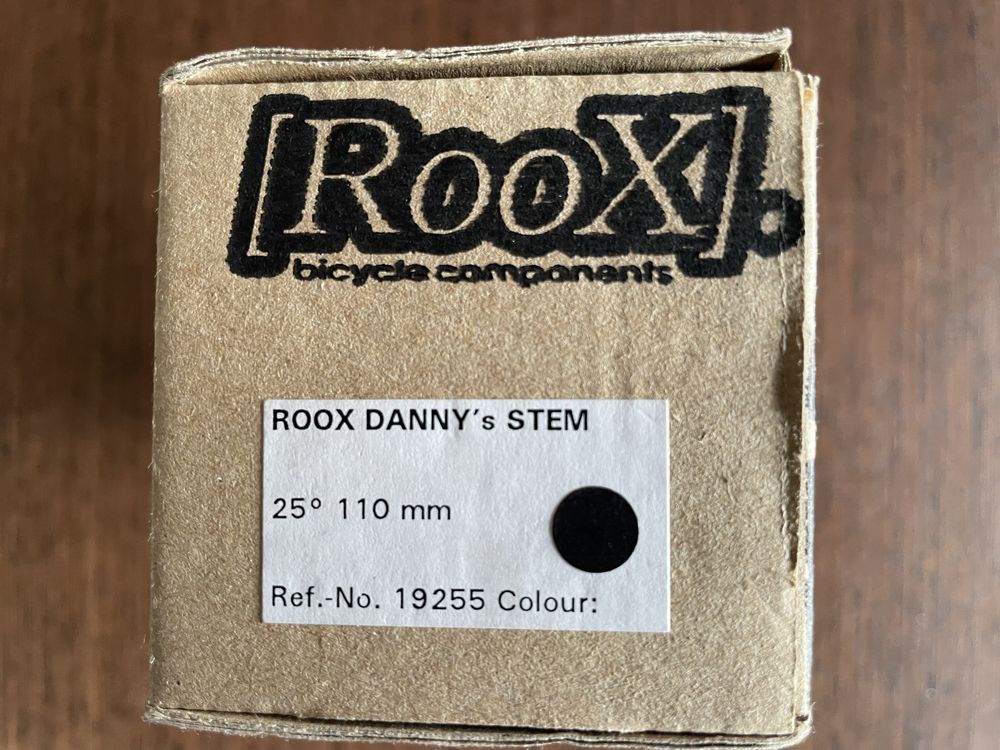 [RooX]
bicycle components
ROOX DANNY's STEM
25° 110 mm
Ref.-No. 19255 Colour: